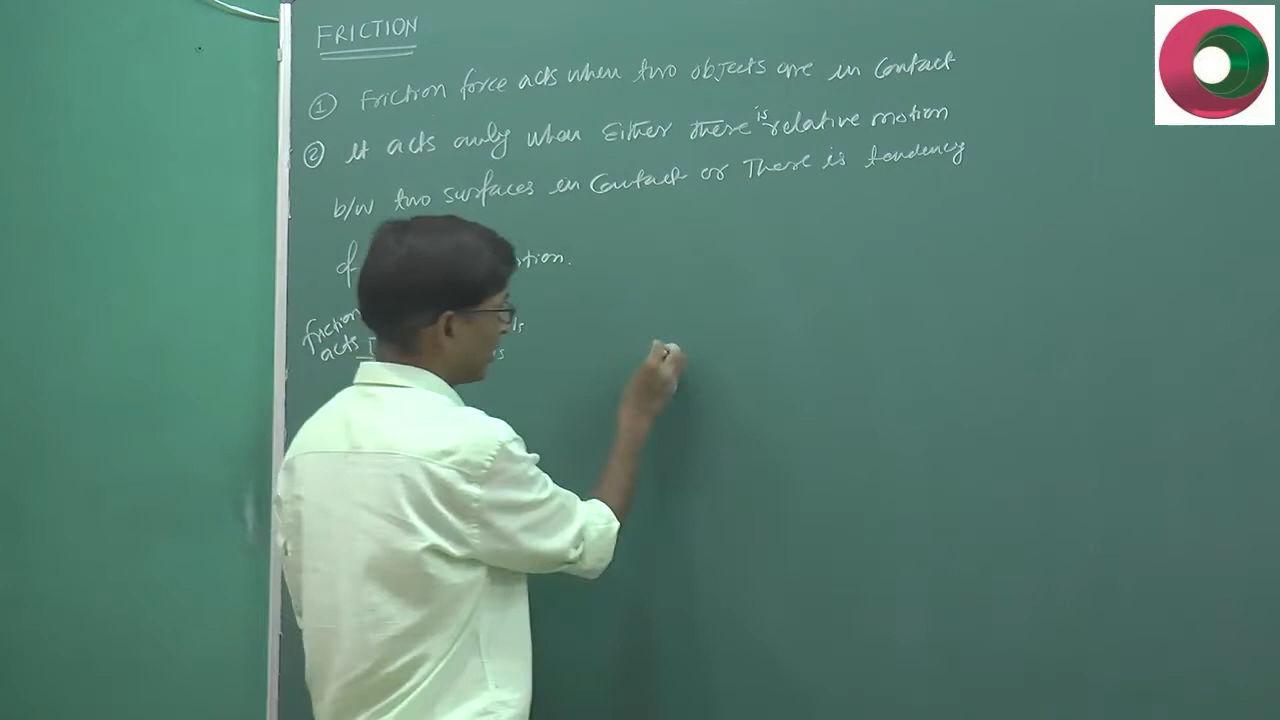 FRICTION
① Friction force acts when two objects are in contact
② it acts only when Either there is relative motion
b/w two surfaces in Contact or There is tendency
of
friction
acts